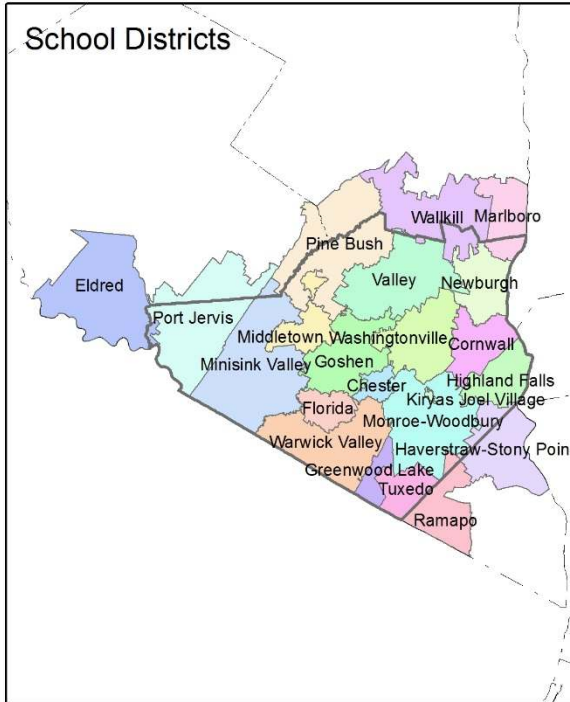 School Districts
Wallkill
Marlboro
Pine Bush
Valley
Newburgh
Eldred
Port Jervis
Middletown
Washingtonville
Cornwall
Minisink Valley
Goshen
Chester
Highland Falls
Kiryas Joel Village
Florida
Monroe-Woodbury
Warwick Valley
Haverstraw-Stony Poin
Greenwood Lake
Tuxedo
Ramapo